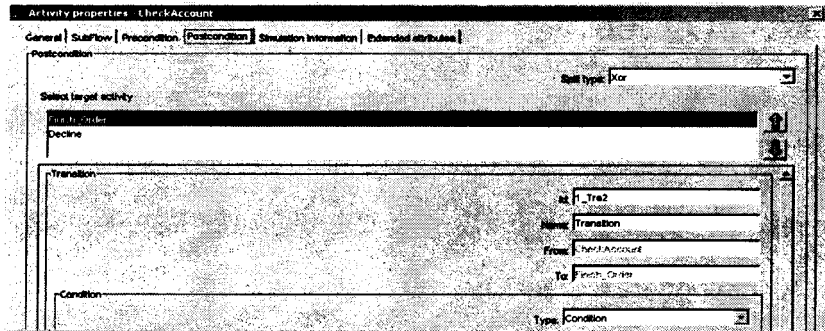 Activity properties - CheckAccount
General SubFlow Precondition Postcondition Simulation Information Extended attributes
Postcondition
Split type: Xor
Select target activity
Finish_Order
Decline
Transition
Id: 1_Tra2
Name: Transition
From: CheckAccount
To: Finish_Order
Condition
Type: Condition